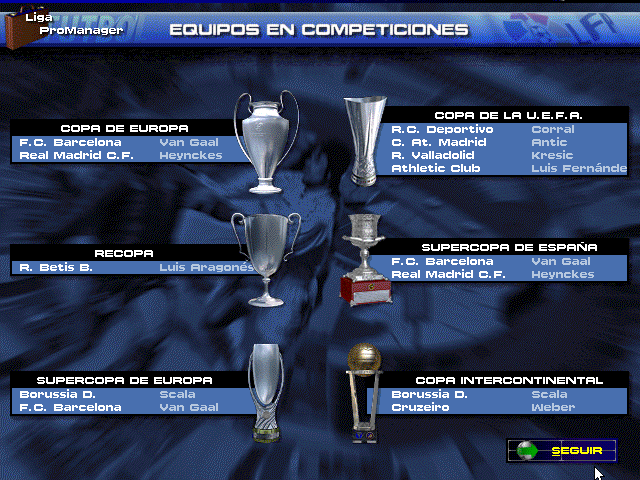 Liga
ProManager
FUTBOL
EQUIPOS EN COMPETICIONES
LFP
COPA DE EUROPA
F.C. Barcelona Van Gaal
Real Madrid C.F. Heynckes
COPA DE LA U.E.F.A.
R.C. Deportivo Corral
C. At. Madrid Antic
R. Valladolid Kresic
Athletic Club Luis Fernánde
RECOPA
R. Betis B. Luis Aragonés
SUPERCOPA DE ESPAÑA
F.C. Barcelona Van Gaal
Real Madrid C.F. Heynckes
SUPERCOPA DE EUROPA
Borussia D. Scala
F.C. Barcelona Van Gaal
COPA INTERCONTINENTAL
Borussia D. Scala
Cruzeiro Weber
SEGUIR